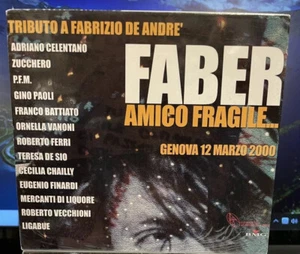 TRIBUTO A FABRIZIO DE ANDRE'
ADRIANO CELENTANO
ZUCCHERO
P.F.M.
GINO PAOLI
FRANCO BATTIATO
ORNELLA VANONI
ROBERTO FERRI
TERESA DE SIO
CECILIA CHAILLY
EUGENIO FINARDI
MERCANTI DI LIQUORE
ROBERTO VECCHIONI
LIGABUE
FABER
AMICO FRAGILE...
GENOVA 12 MARZO 2000
BMG